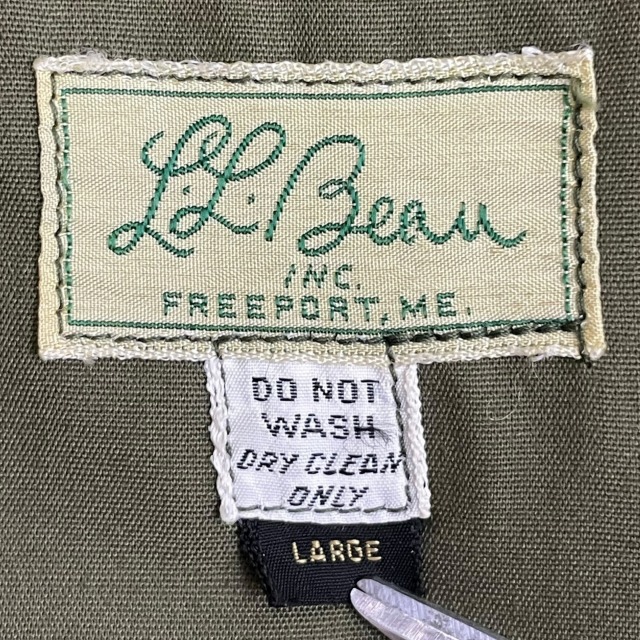 L.L. Bean
INC.
FREEPORT, ME.
DO NOT
WASH
DRY CLEAN
ONLY
LARGE